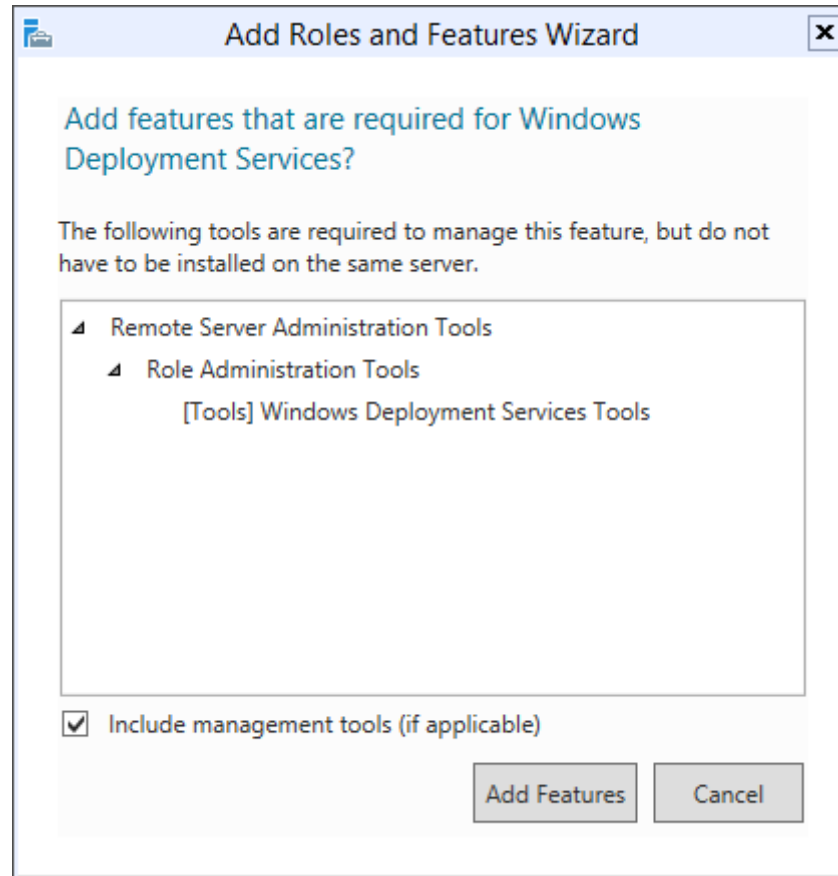 Add Roles and Features Wizard
Add features that are required for Windows
Deployment Services?
The following tools are required to manage this feature, but do not
have to be installed on the same server.
Remote Server Administration Tools
Role Administration Tools
[Tools] Windows Deployment Services Tools
Include management tools (if applicable)
Add Features Cancel